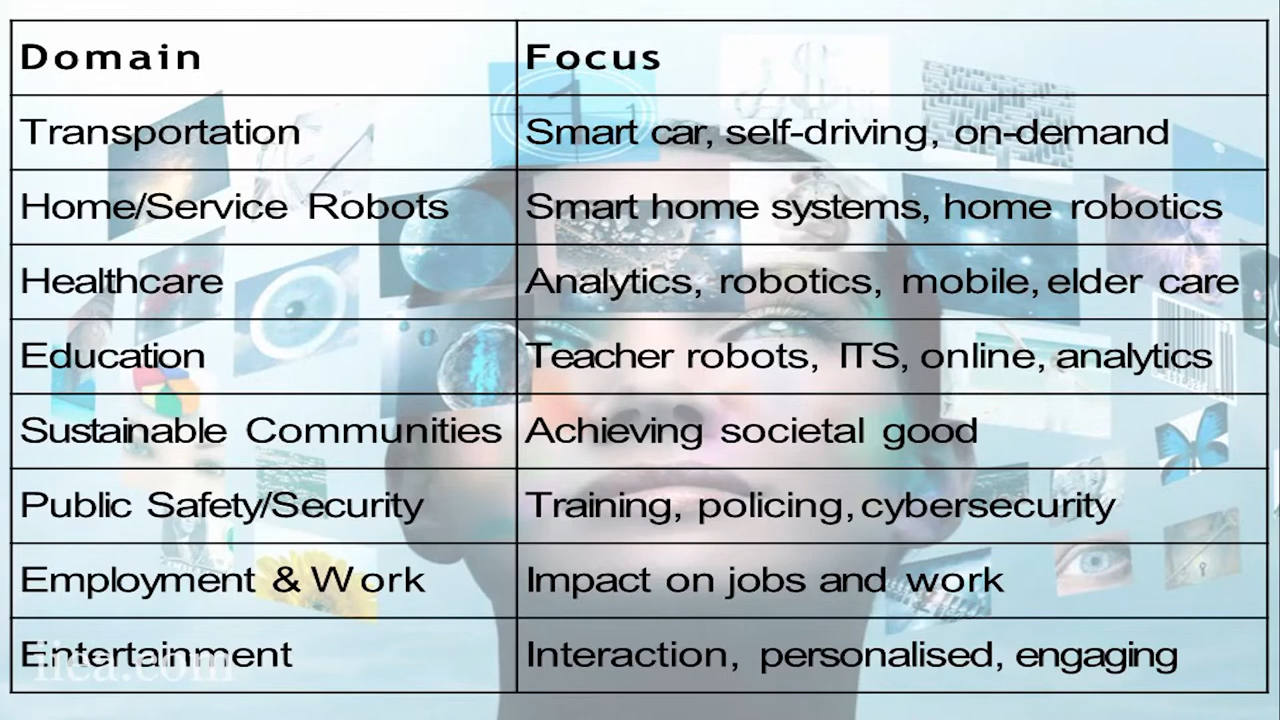 Domain Focus
Transportation Smart car, self-driving, on-demand
Home/Service Robots Smart home systems, home robotics
Healthcare Analytics, robotics, mobile, elder care
Education Teacher robots, ITS, online, analytics
Sustainable Communities Achieving societal good
Public Safety/Security Training, policing, cybersecurity
Employment & Work Impact on jobs and work
Entertainment Interaction, personalised, engaging
iiea.com